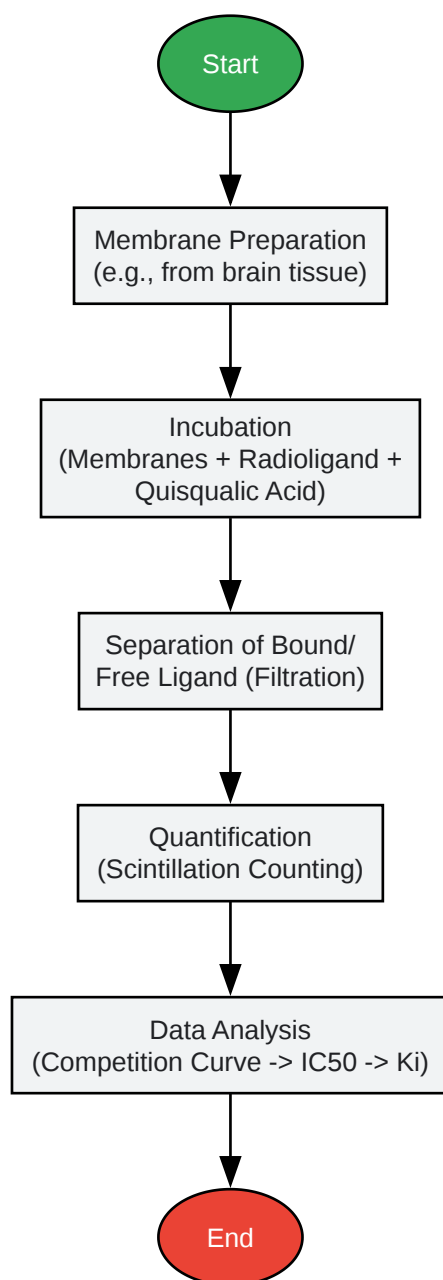 Start
Membrane Preparation
(e.g., from brain tissue)
Incubation
(Membranes + Radioligand +
Quisqualic Acid)
Separation of Bound/
Free Ligand (Filtration)
Quantification
(Scintillation Counting)
Data Analysis
(Competition Curve -> IC50 -> Ki)
End